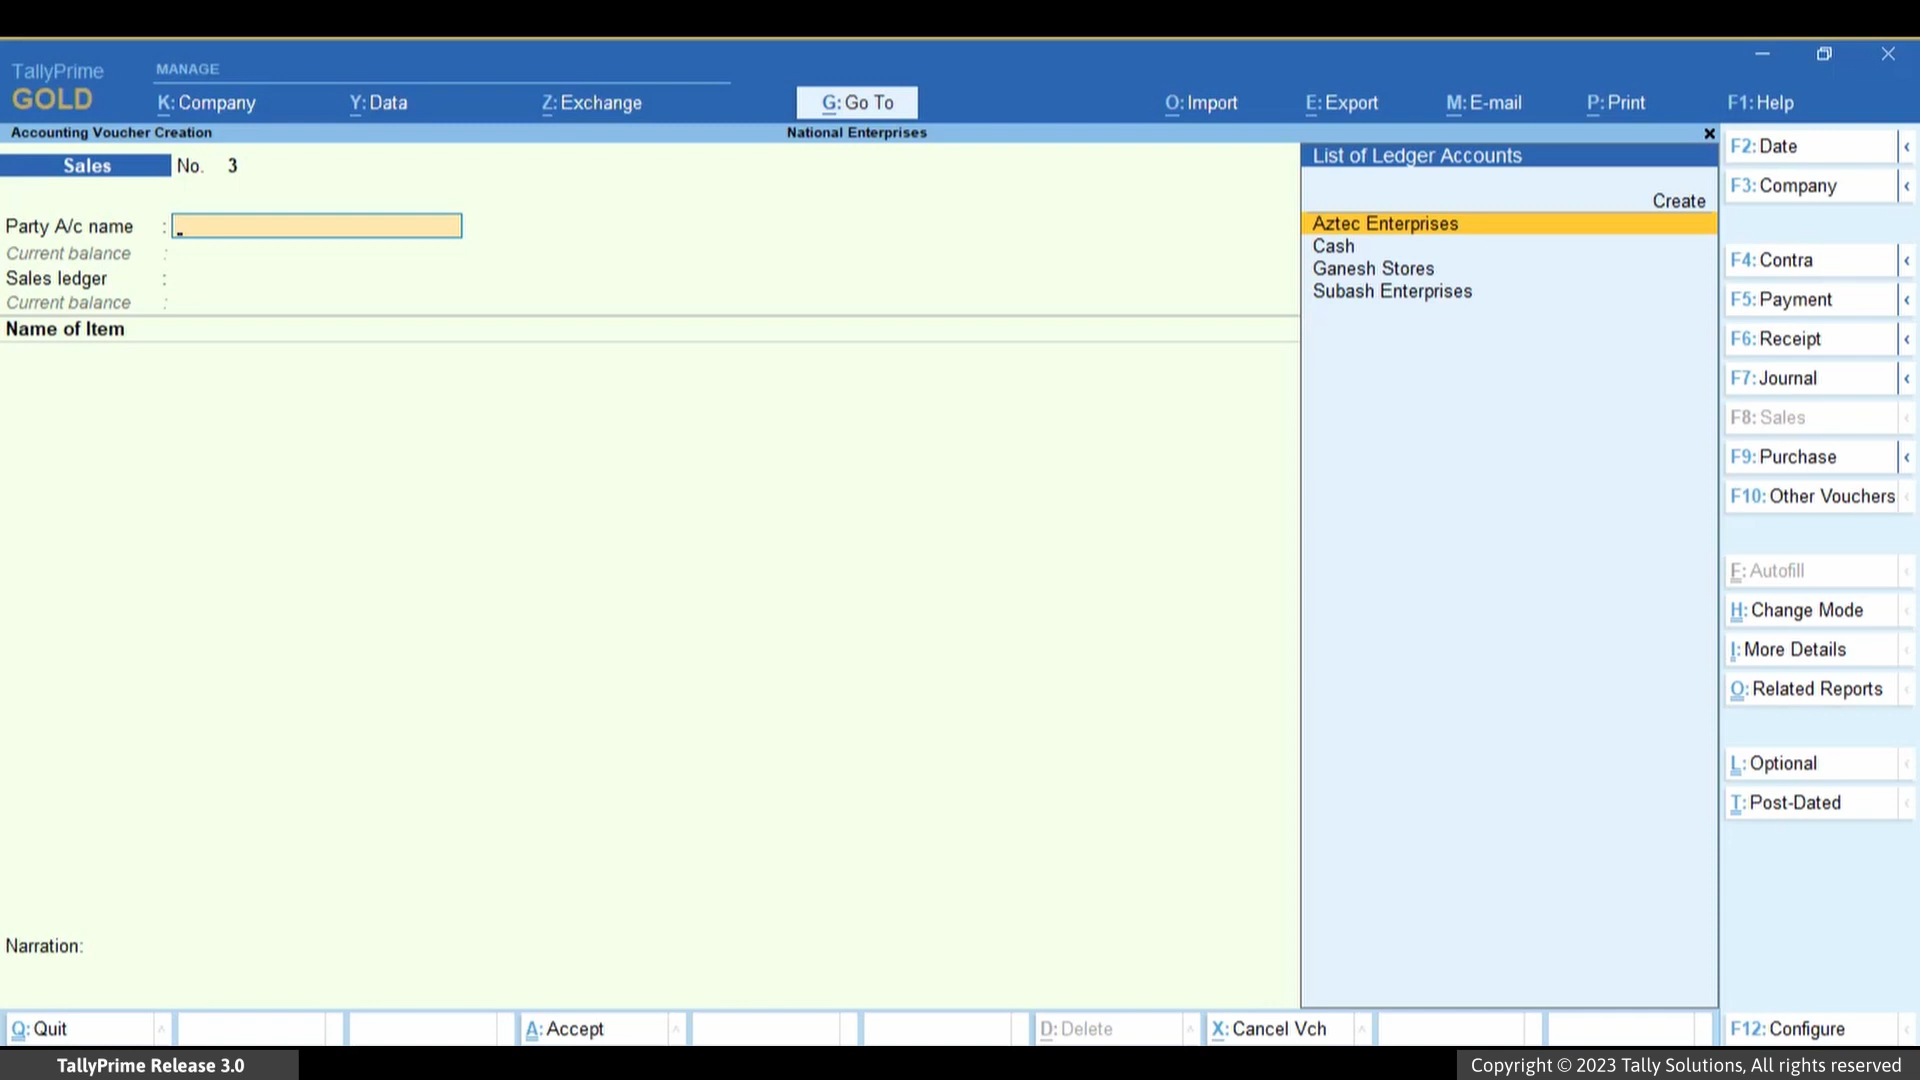 TallyPrime
GOLD
MANAGE
K: Company
Y: Data
Z: Exchange
G: Go To
O: Import
E: Export
M: E-mail
P: Print
F1: Help
Accounting Voucher Creation
National Enterprises
Sales No. 3
Party A/c name :
Current balance :
Sales ledger :
Current balance :
Name of Item
Narration:
List of Ledger Accounts
Create
Aztec Enterprises
Cash
Ganesh Stores
Subash Enterprises
F2: Date
F3: Company
F4: Contra
F5: Payment
F6: Receipt
F7: Journal
F8: Sales
F9: Purchase
F10: Other Vouchers
F: Autofill
H: Change Mode
I: More Details
O: Related Reports
L: Optional
T: Post-Dated
Q: Quit
A: Accept
D: Delete
X: Cancel Vch
F12: Configure
TallyPrime Release 3.0
Copyright © 2023 Tally Solutions, All rights reserved